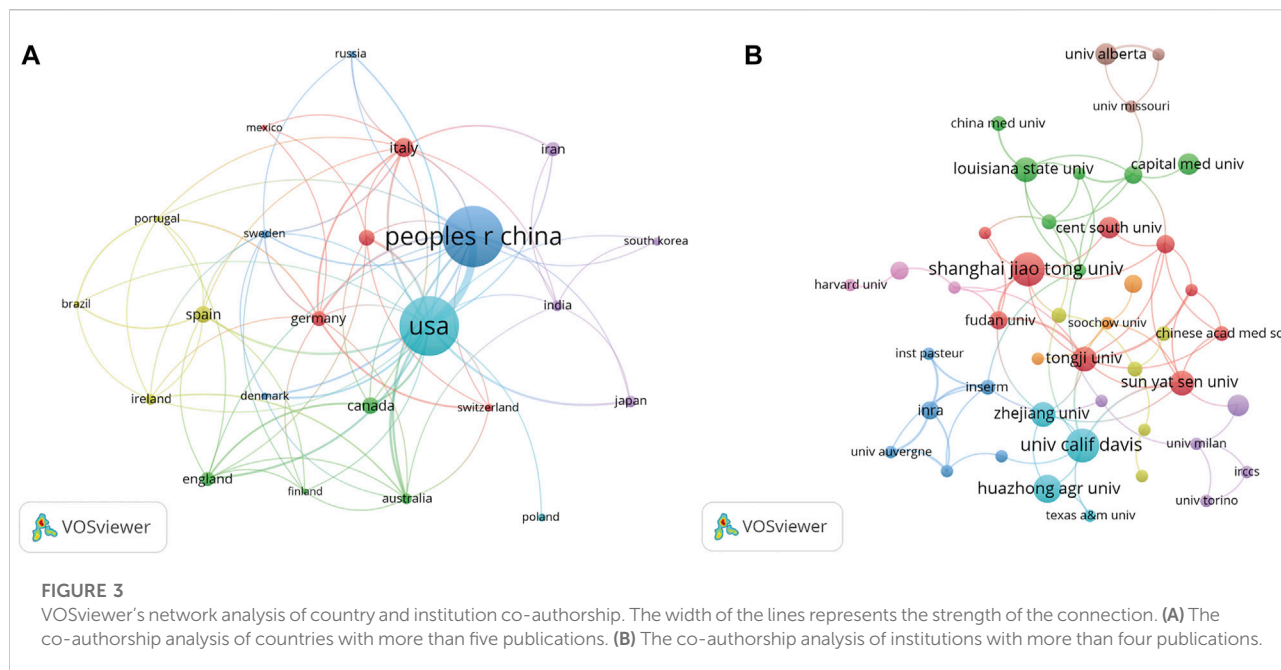 A
russia
mexico
italy
iran
portugal
sweden
peoples r china
south korea
brazil
spain
germany
usa
india
ireland
denmark
canada
switzerland
japan
england
finland
australia
poland
VOSviewer
B
univ alberta
univ missouri
china med univ
louisiana state univ
capital med univ
cent south univ
shanghai jiao tong univ
harvard univ
fudan univ
soochow univ
chinese acad med sc
inst pasteur
tongji univ
inserm
sun yat sen univ
inra
zhejiang univ
univ auvergne
univ calif davis
univ milan
irccs
huazhong agr univ
univ torino
texas a&m univ
VOSviewer
FIGURE 3
VOSviewer's network analysis of country and institution co-authorship. The width of the lines represents the strength of the connection. (A) The
co-authorship analysis of countries with more than five publications. (B) The co-authorship analysis of institutions with more than four publications.